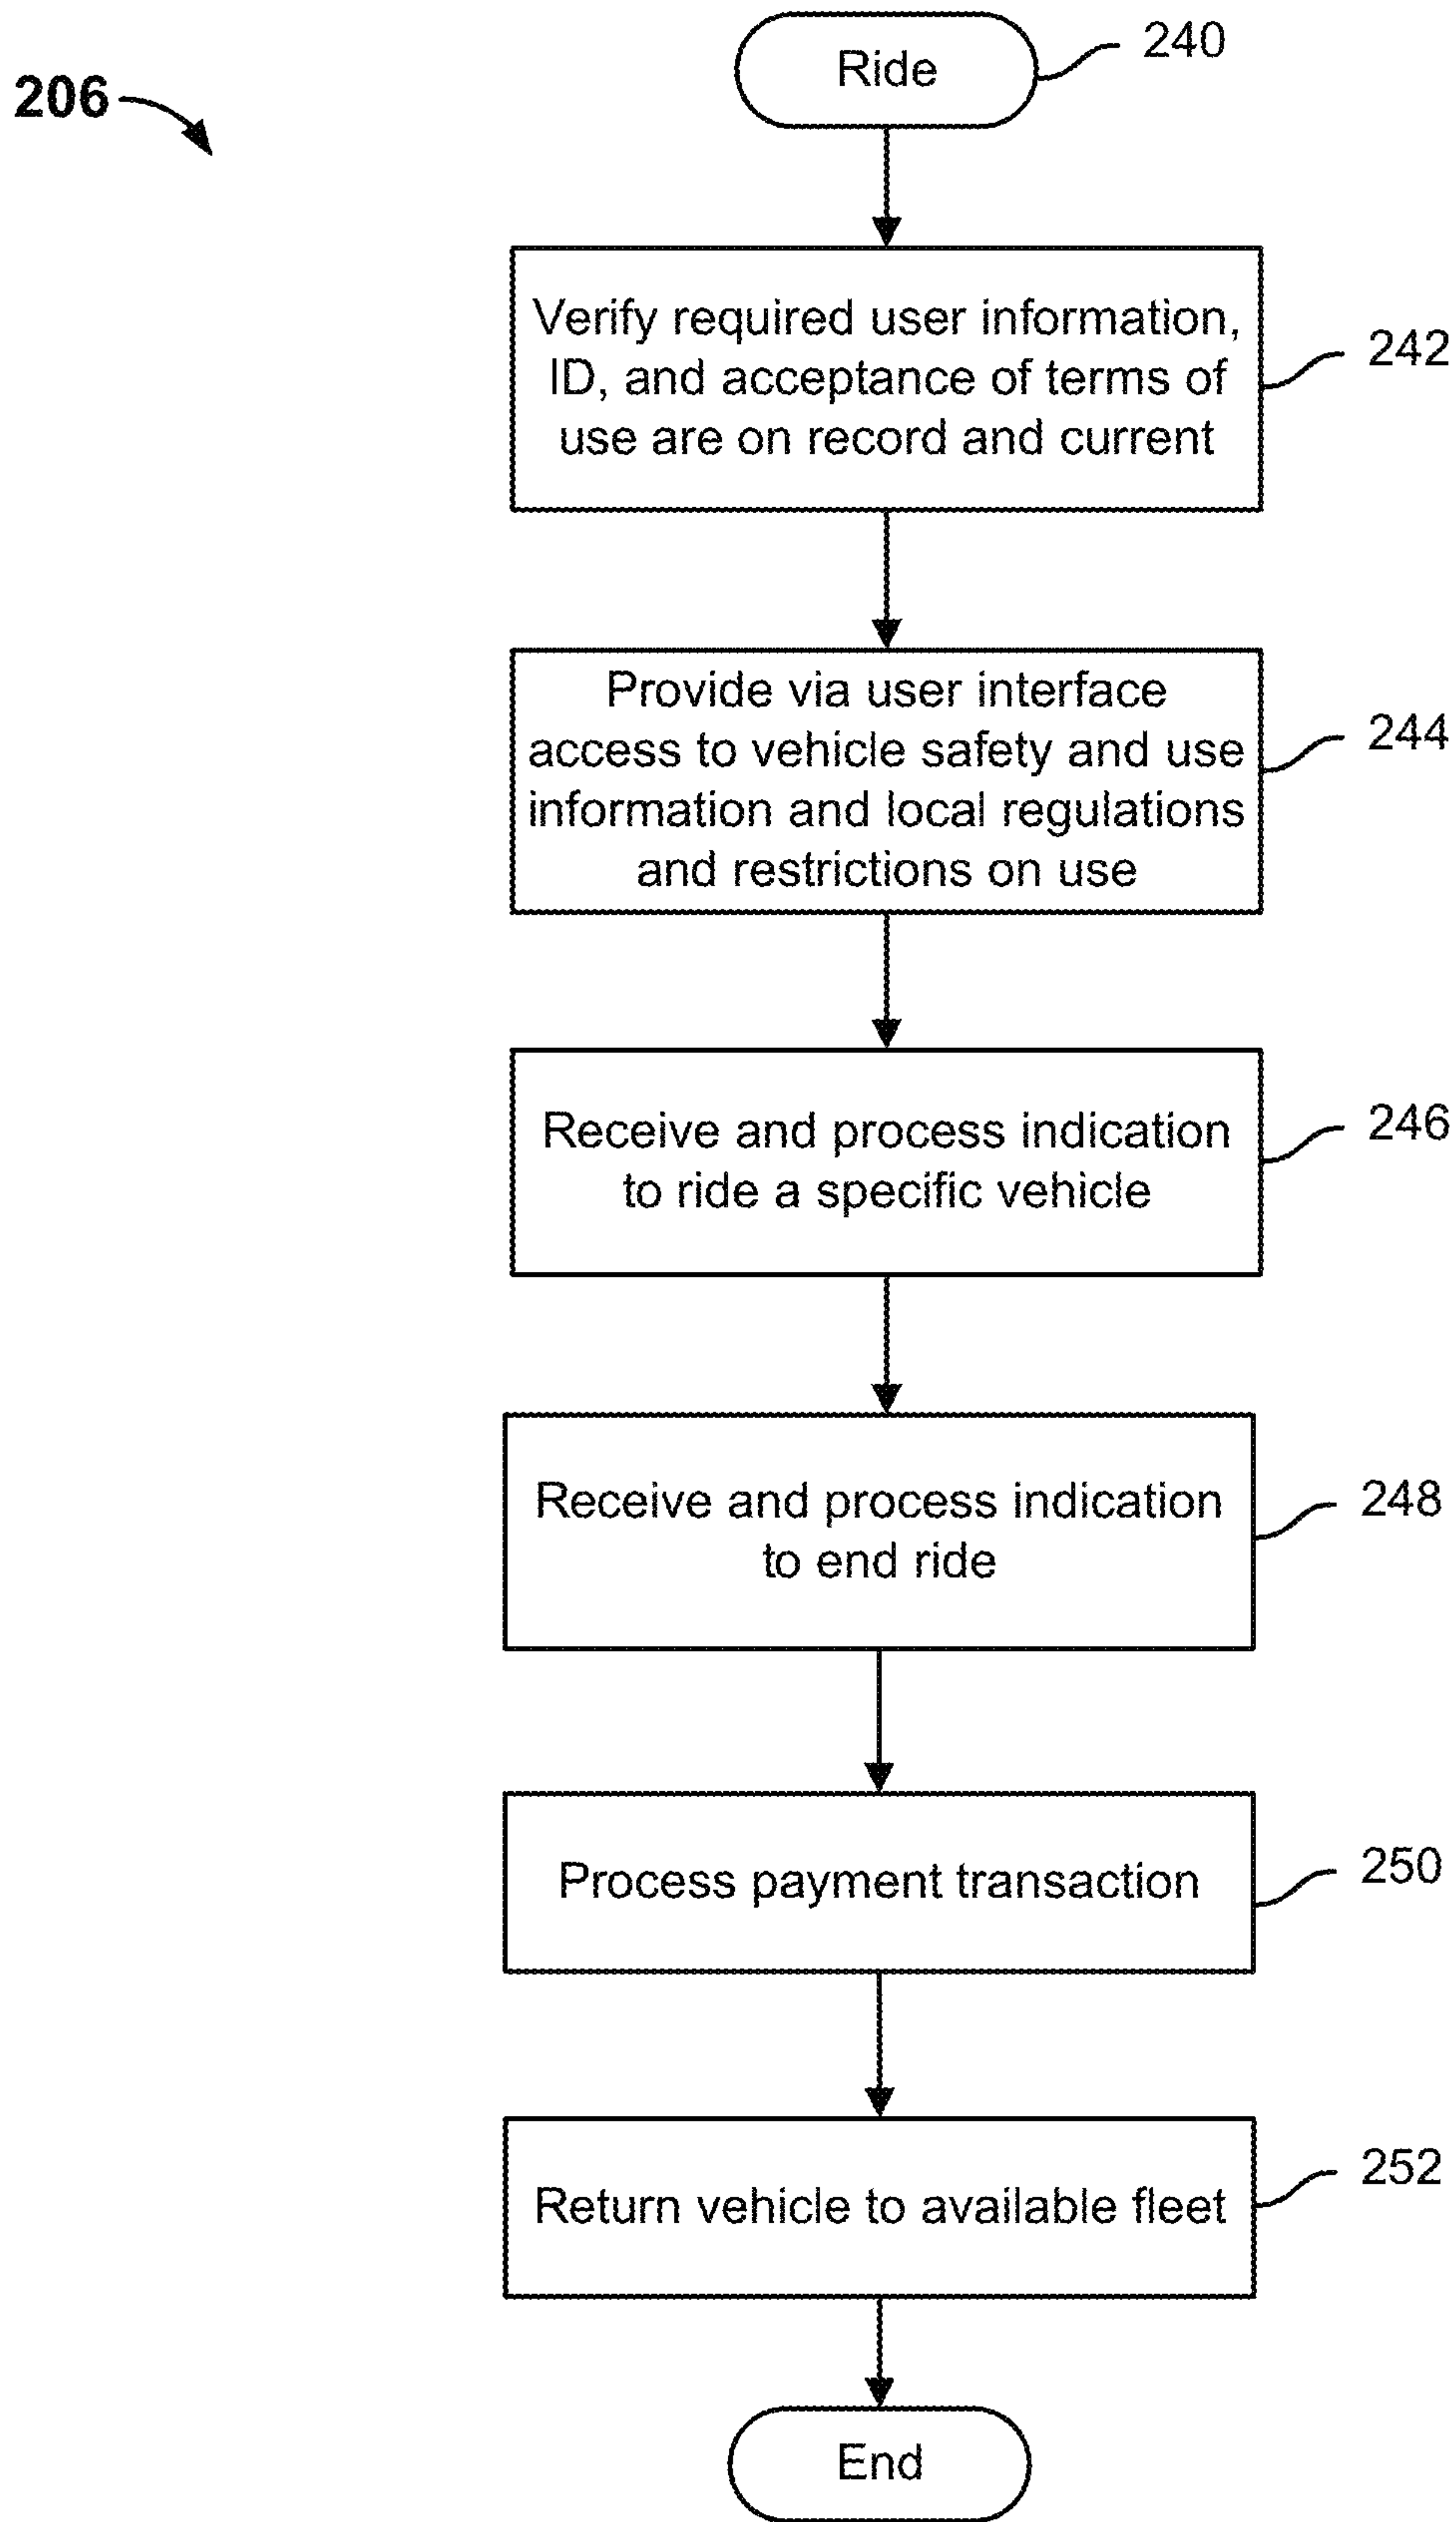 206
Ride
240
Verify required user information,
ID, and acceptance of terms of
use are on record and current
242
Provide via user interface
access to vehicle safety and use
information and local regulations
and restrictions on use
244
Receive and process indication
to ride a specific vehicle
246
Receive and process indication
to end ride
248
Process payment transaction
250
Return vehicle to available fleet
252
End